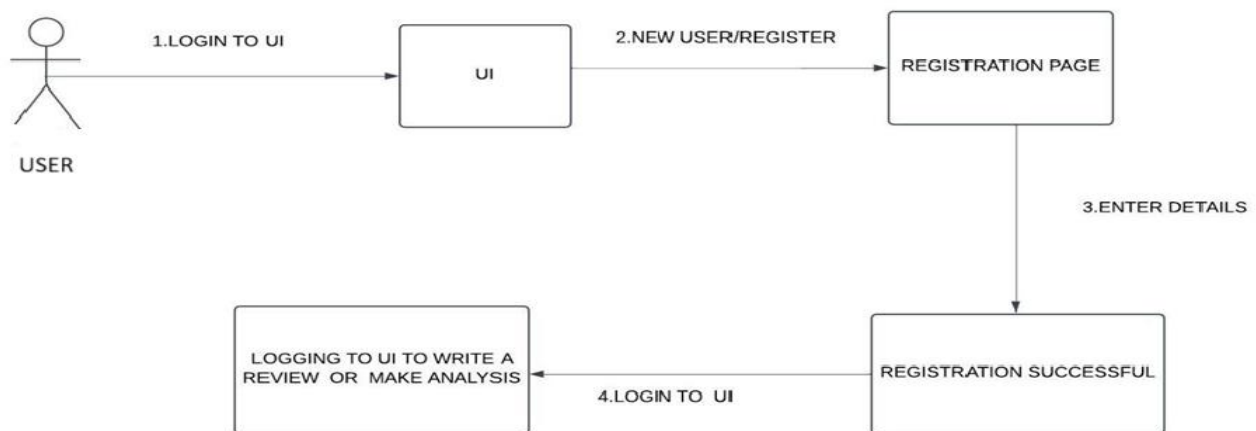 1.LOGIN TO UI
2.NEW USER/REGISTER
UI
REGISTRATION PAGE
USER
3.ENTER DETAILS
LOGGING TO UI TO WRITE A
REVIEW OR MAKE ANALYSIS
REGISTRATION SUCCESSFUL
4.LOGIN TO UI